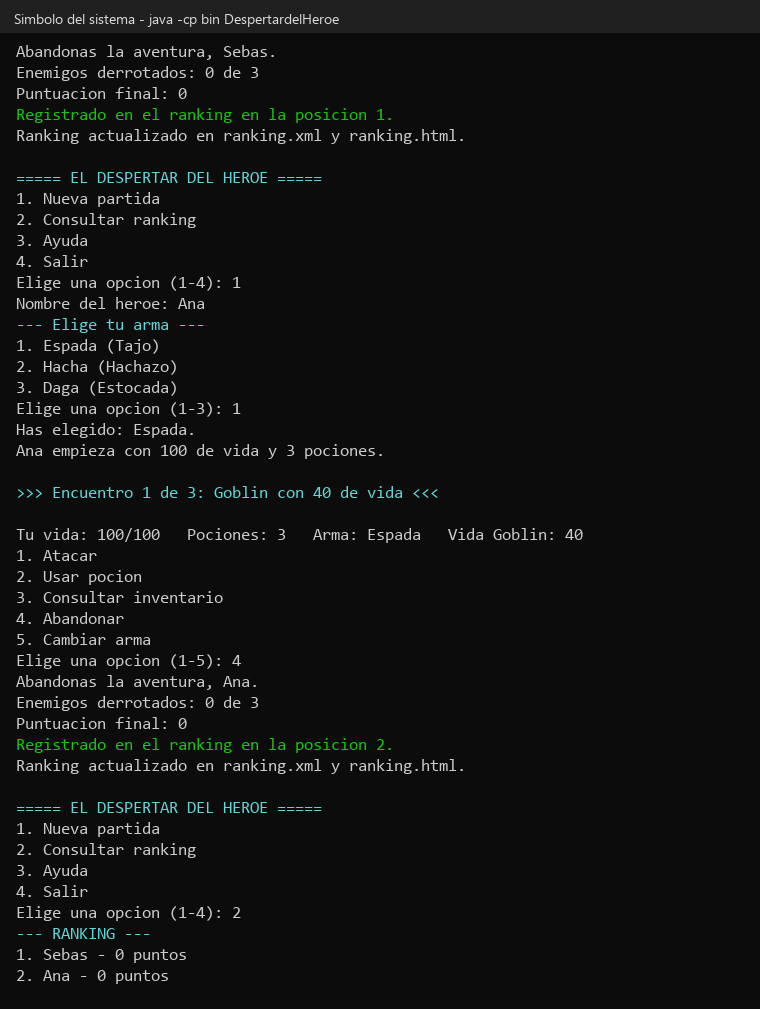 Simbolo del sistema - java -cp bin DespertardelHeroe
Abandonas la aventura, Sebas.
Enemigos derrotados: 0 de 3
Puntuacion final: 0
Registrado en el ranking en la posicion 1.
Ranking actualizado en ranking.xml y ranking.html.
===== EL DESPERTAR DEL HEROE =====
1. Nueva partida
2. Consultar ranking
3. Ayuda
4. Salir
Elige una opcion (1-4): 1
Nombre del heroe: Ana
--- Elige tu arma ---
1. Espada (Tajo)
2. Hacha (Hachazo)
3. Daga (Estocada)
Elige una opcion (1-3): 1
Has elegido: Espada.
Ana empieza con 100 de vida y 3 pociones.
>>> Encuentro 1 de 3: Goblin con 40 de vida <<<
Tu vida: 100/100   Pociones: 3   Arma: Espada   Vida Goblin: 40
1. Atacar
2. Usar pocion
3. Consultar inventario
4. Abandonar
5. Cambiar arma
Elige una opcion (1-5): 4
Abandonas la aventura, Ana.
Enemigos derrotados: 0 de 3
Puntuacion final: 0
Registrado en el ranking en la posicion 2.
Ranking actualizado en ranking.xml y ranking.html.
===== EL DESPERTAR DEL HEROE =====
1. Nueva partida
2. Consultar ranking
3. Ayuda
4. Salir
Elige una opcion (1-4): 2
--- RANKING ---
1. Sebas - 0 puntos
2. Ana - 0 puntos